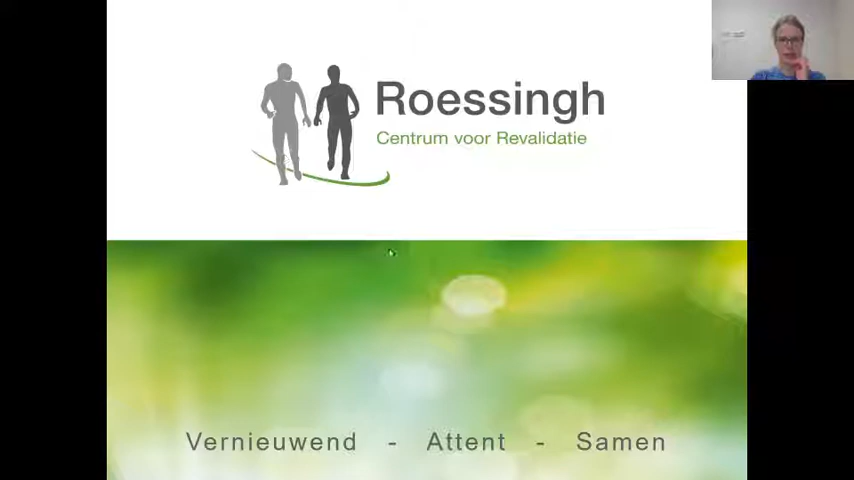 Roessingh
Centrum voor Revalidatie
Vernieuwend - Attent - Samen